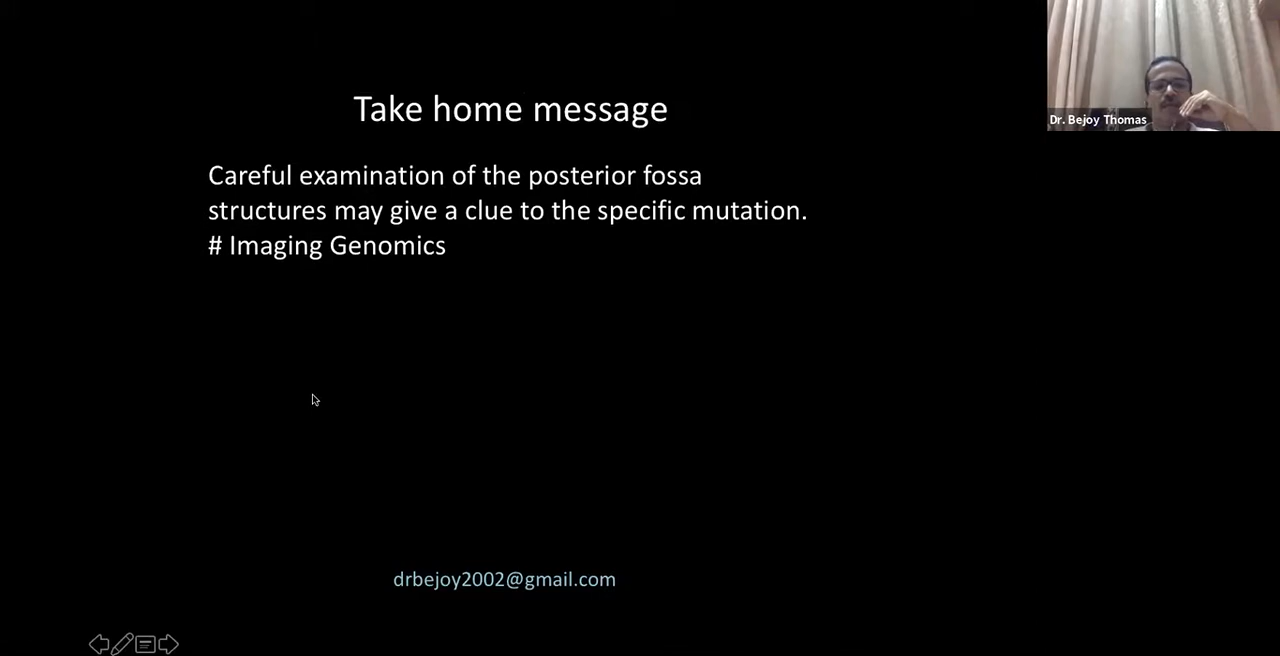 Take home message
Dr. Bejoy Thomas
Careful examination of the posterior fossa
structures may give a clue to the specific mutation.
# Imaging Genomics
drbejoy2002@gmail.com